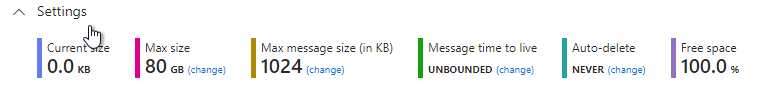 Settings
Current size
0.0 KB
Max size
80 GB (change)
Max message size (in KB)
1024 (change)
Message time to live
UNBOUNDED (change)
Auto-delete
NEVER (change)
Free space
100.0 %